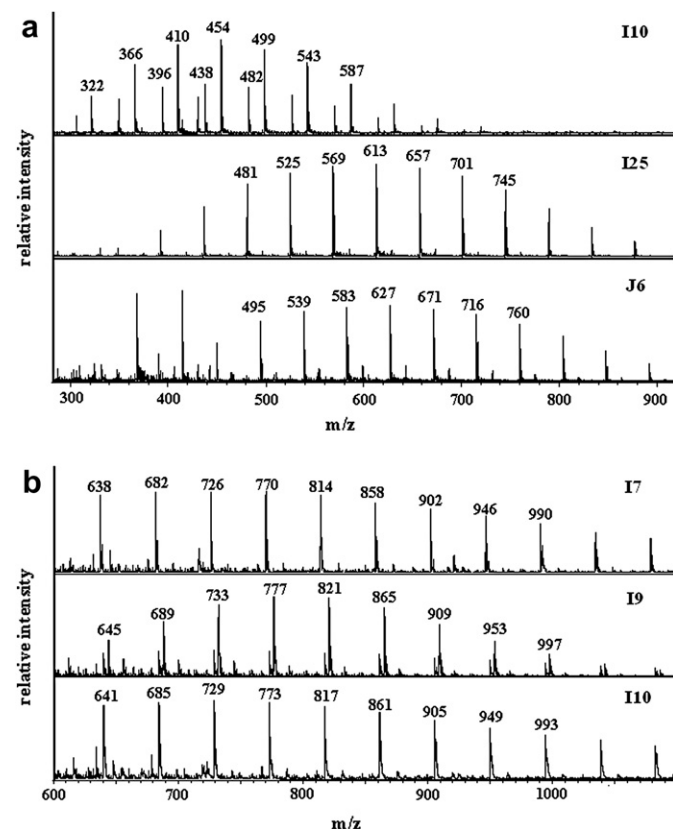 a
I10
322 366 396 410 438 454 482 499 543 587
I25
481 525 569 613 657 701 745
J6
495 539 583 627 671 716 760
relative intensity
300 400 500 600 700 800 900
m/z
b
I7
638 682 726 770 814 858 902 946 990
I9
645 689 733 777 821 865 909 953 997
I10
641 685 729 773 817 861 905 949 993
relative intensity
600 700 800 900 1000
m/z